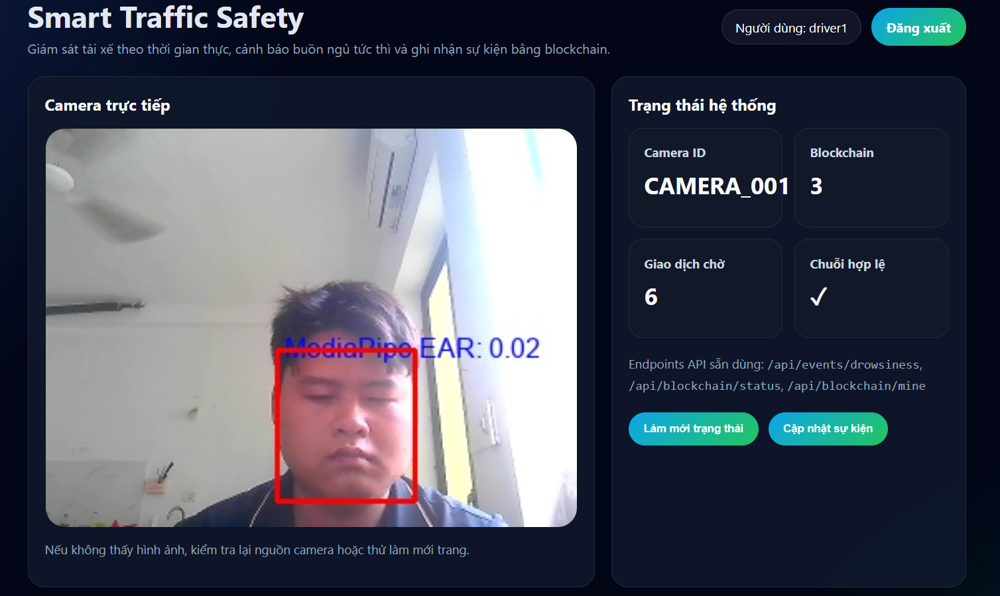 Smart Traffic Safety
Giám sát tài xế theo thời gian thực, cảnh báo buồn ngủ tức thì và ghi nhận sự kiện bằng blockchain.
Người dùng: driver1
Đăng xuất
Camera trực tiếp
MediaPipe EAR: 0.02
Nếu không thấy hình ảnh, kiểm tra lại nguồn camera hoặc thử làm mới trang.
Trạng thái hệ thống
Camera ID
CAMERA_001
Blockchain
3
Giao dịch chờ
6
Chuỗi hợp lệ
✓
Endpoints API sẵn dùng: /api/events/drowsiness,
/api/blockchain/status, /api/blockchain/mine
Làm mới trạng thái
Cập nhật sự kiện